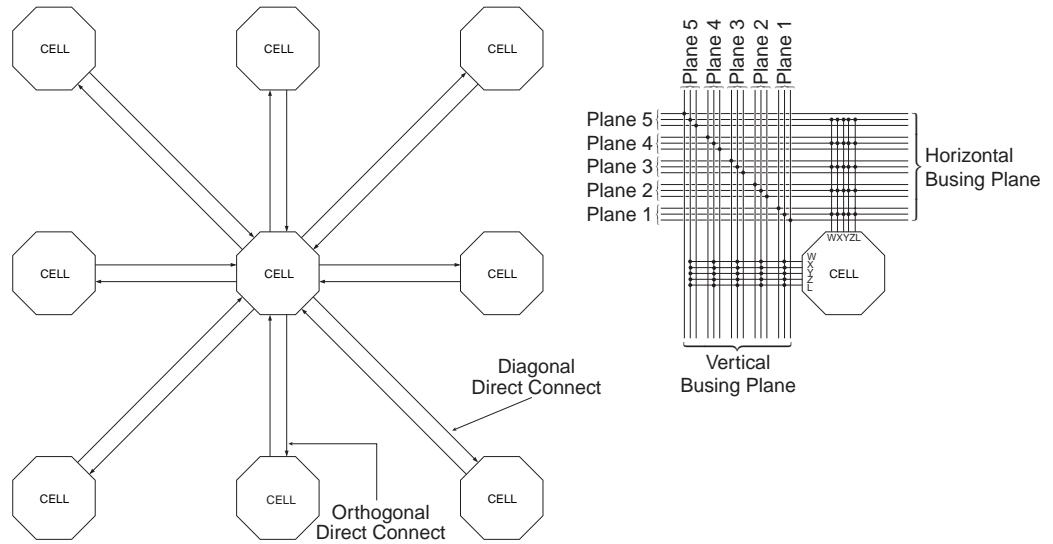 CELL
CELL
CELL
CELL
CELL
CELL
CELL
CELL
CELL
Diagonal
Direct Connect
Orthogonal
Direct Connect
Plane 5
Plane 4
Plane 3
Plane 2
Plane 1
Plane 5
Plane 4
Plane 3
Plane 2
Plane 1
Horizontal
Busing Plane
WXYZL
W
X
Y
Z
L
CELL
Vertical
Busing Plane